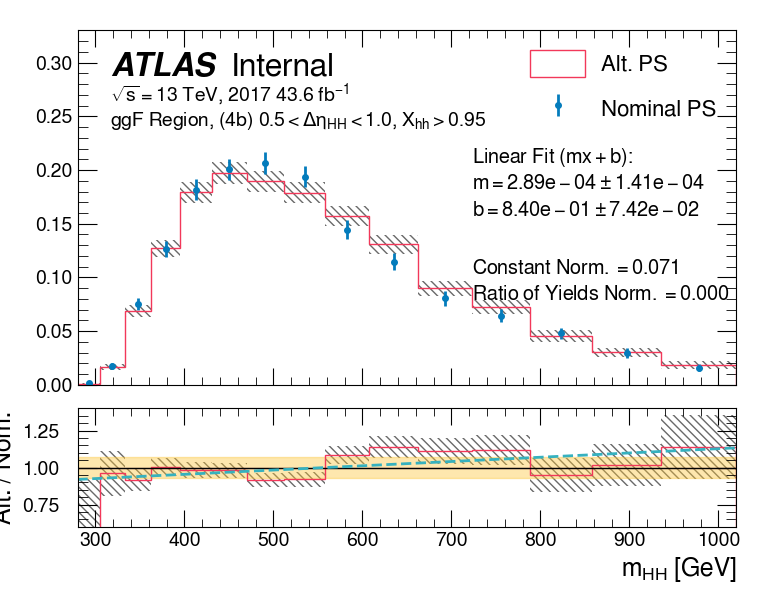 ATLAS Internal
√s = 13 TeV, 2017 43.6 fb⁻¹
ggF Region, (4b) 0.5 < Δη_HH < 1.0, X_hh > 0.95
Alt. PS
Nominal PS
Linear Fit (mx + b):
m = 2.89e − 04 ± 1.41e − 04
b = 8.40e − 01 ± 7.42e − 02
Constant Norm. = 0.071
Ratio of Yields Norm. = 0.000
0.30
0.25
0.20
0.15
0.10
0.05
0.00
Alt. / Nom.
1.25
1.00
0.75
300 400 500 600 700 800 900 1000
m_HH [GeV]